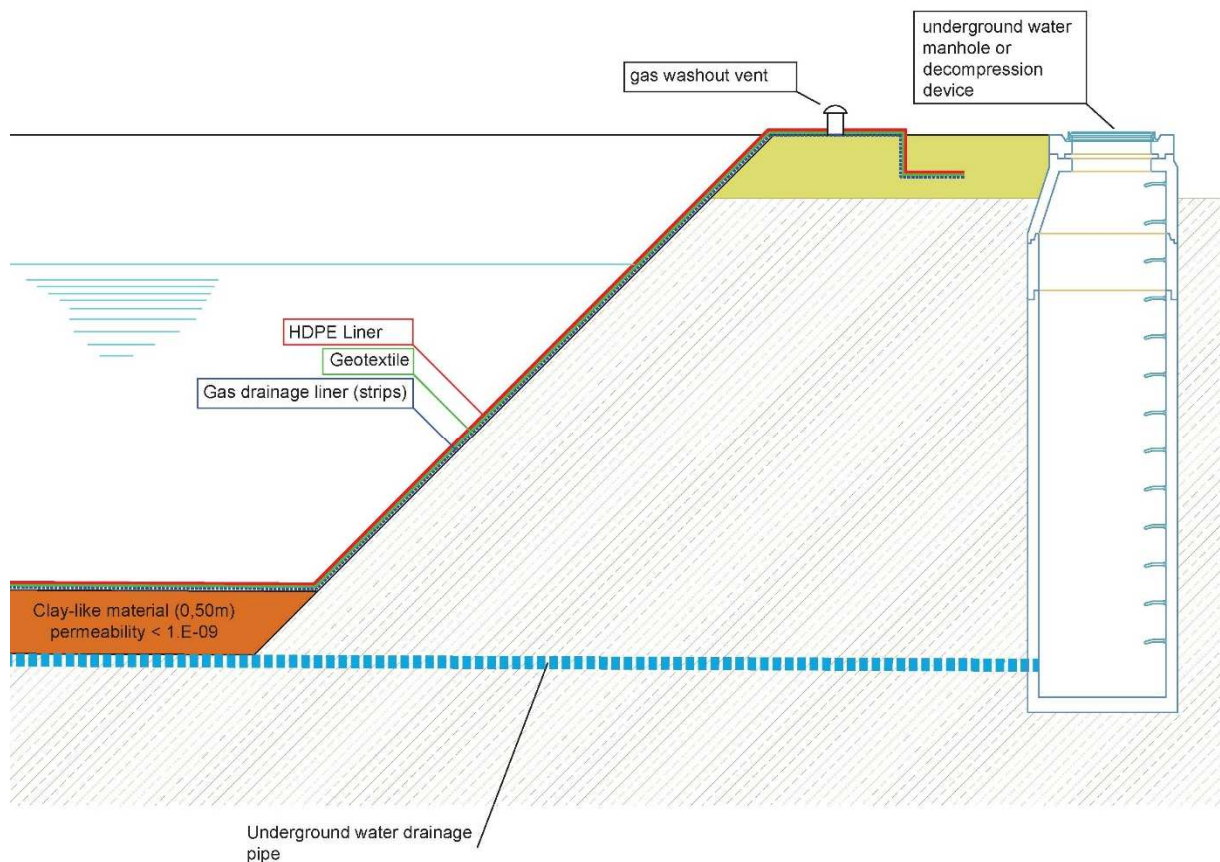 underground water
manhole or
decompression
device
gas washout vent
HDPE Liner
Geotextile
Gas drainage liner (strips)
Clay-like material (0,50m)
permeability < 1.E-09
Underground water drainage
pipe